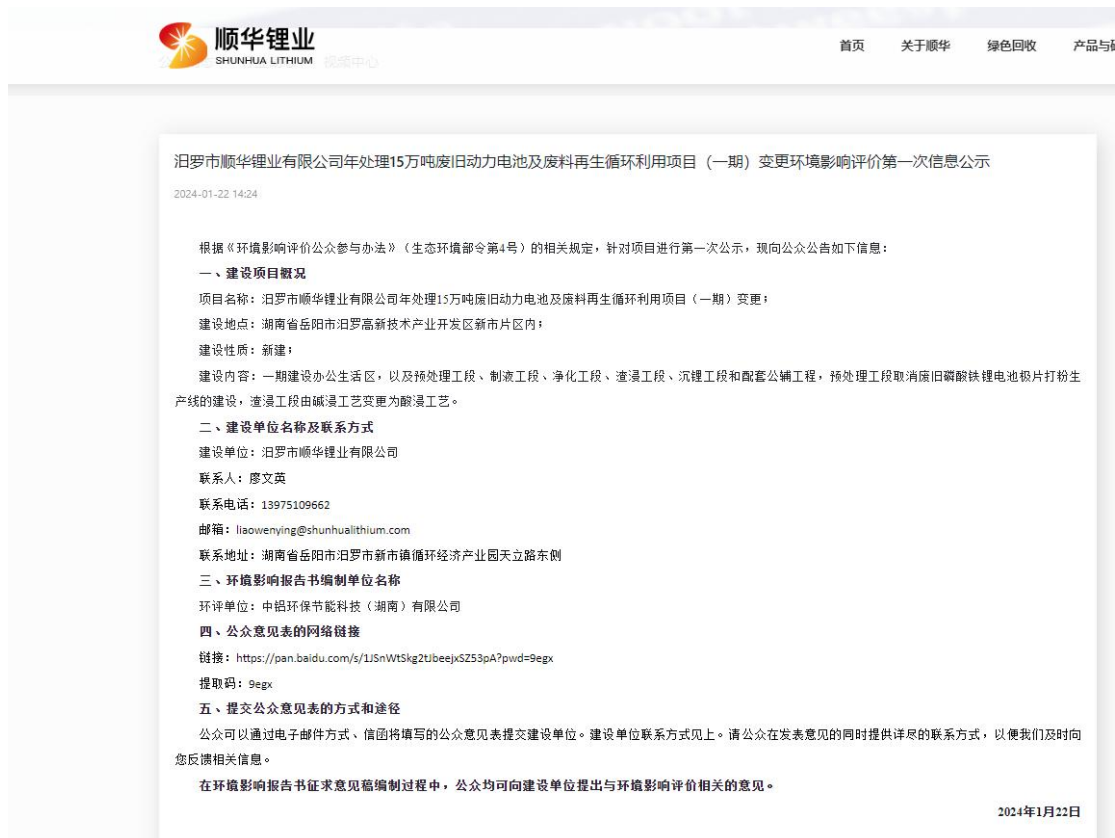 顺华锂业
SHUNHUA LITHIUM
视频中心
首页 关于顺华 绿色回收 产品与研
汨罗市顺华锂业有限公司年处理15万吨废旧动力电池及废料再生循环利用项目（一期）变更环境影响评价第一次信息公示
2024-01-22 14:24
根据《环境影响评价公众参与办法》（生态环境部令第4号）的相关规定，针对项目进行第一次公示，现向公众公告如下信息：
一、建设项目概况
项目名称：汨罗市顺华锂业有限公司年处理15万吨废旧动力电池及废料再生循环利用项目（一期）变更；
建设地点：湖南省岳阳市汨罗高新技术产业开发区新市片区内；
建设性质：新建；
建设内容：一期建设办公生活区，以及预处理工段、制液工段、净化工段、渣浸工段、沉锂工段和配套公辅工程，预处理工段取消废旧磷酸铁锂电池极片打粉生
产线的建设，渣浸工段由碱浸工艺变更为酸浸工艺。
二、建设单位名称及联系方式
建设单位：汨罗市顺华锂业有限公司
联系人：廖文英
联系电话：13975109662
邮箱：liaowenying@shunhualithium.com
联系地址：湖南省岳阳市汨罗市新市镇循环经济产业园天立路东侧
三、环境影响报告书编制单位名称
环评单位：中铝环保节能科技（湖南）有限公司
四、公众意见表的网络链接
链接：https://pan.baidu.com/s/1JSnWtSkg2tJbeejxSZ53pA?pwd=9egx
提取码：9egx
五、提交公众意见表的方式和途径
公众可以通过电子邮件方式、信函将填写的公众意见表提交建设单位。建设单位联系方式见上。请公众在发表意见的同时提供详尽的联系方式，以便我们及时向
您反馈相关信息。
在环境影响报告书征求意见稿编制过程中，公众均可向建设单位提出与环境影响评价相关的意见。
2024年1月22日